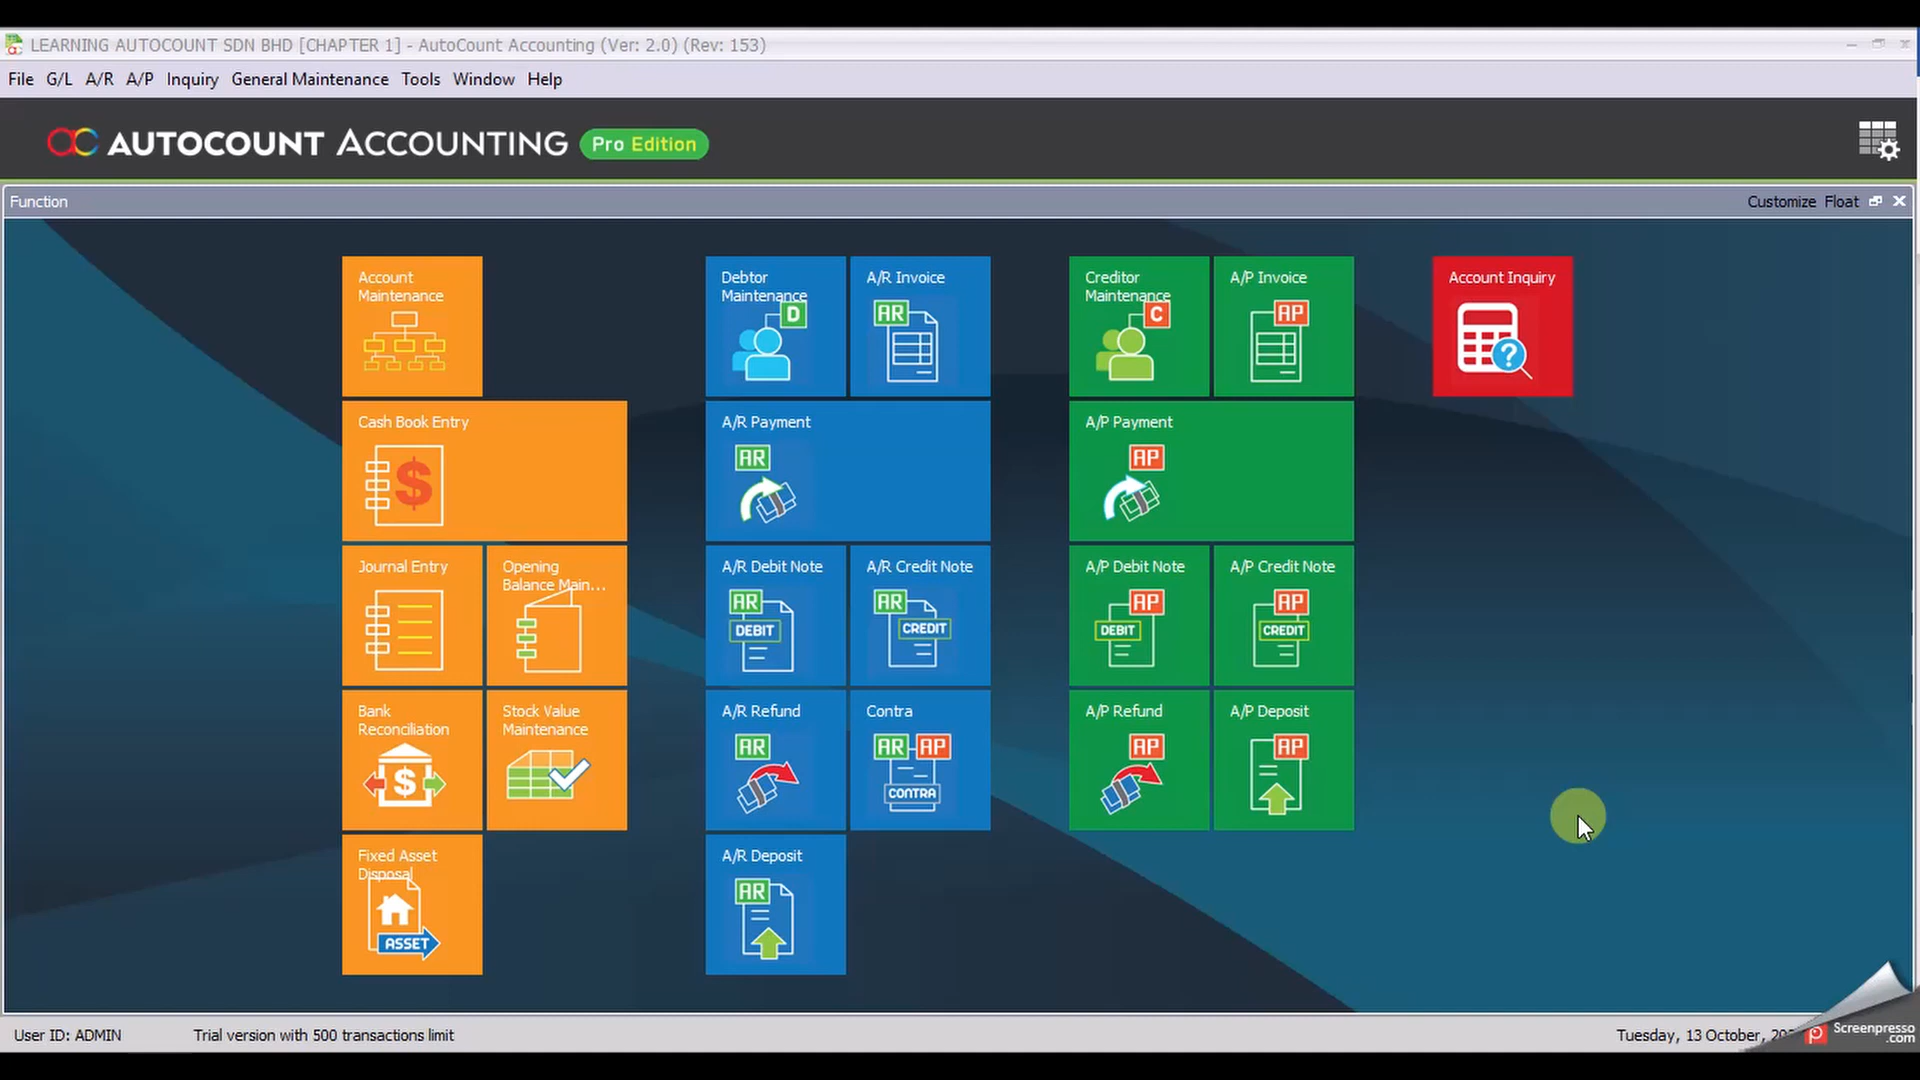 LEARNING AUTOCOUNT SDN BHD [CHAPTER 1] - AutoCount Accounting (Ver: 2.0) (Rev: 153)
File G/L A/R A/P Inquiry General Maintenance Tools Window Help
AUTOCOUNT ACCOUNTING Pro Edition
Function
Customize Float
Account
Maintenance
Debtor
Maintenance
D
A/R Invoice
AR
Creditor
Maintenance
C
A/P Invoice
AP
Account Inquiry
?
Cash Book Entry
$
A/R Payment
AR
A/P Payment
AP
Journal Entry
Opening
Balance Main...
A/R Debit Note
AR
DEBIT
A/R Credit Note
AR
CREDIT
A/P Debit Note
AP
DEBIT
A/P Credit Note
AP
CREDIT
Bank
Reconciliation
$
Stock Value
Maintenance
A/R Refund
AR
Contra
AR AP
CONTRA
A/P Refund
AP
A/P Deposit
AP
Fixed Asset
Disposal
ASSET
A/R Deposit
AR
User ID: ADMIN
Trial version with 500 transactions limit
Tuesday, 13 October,
Screenpresso
.com